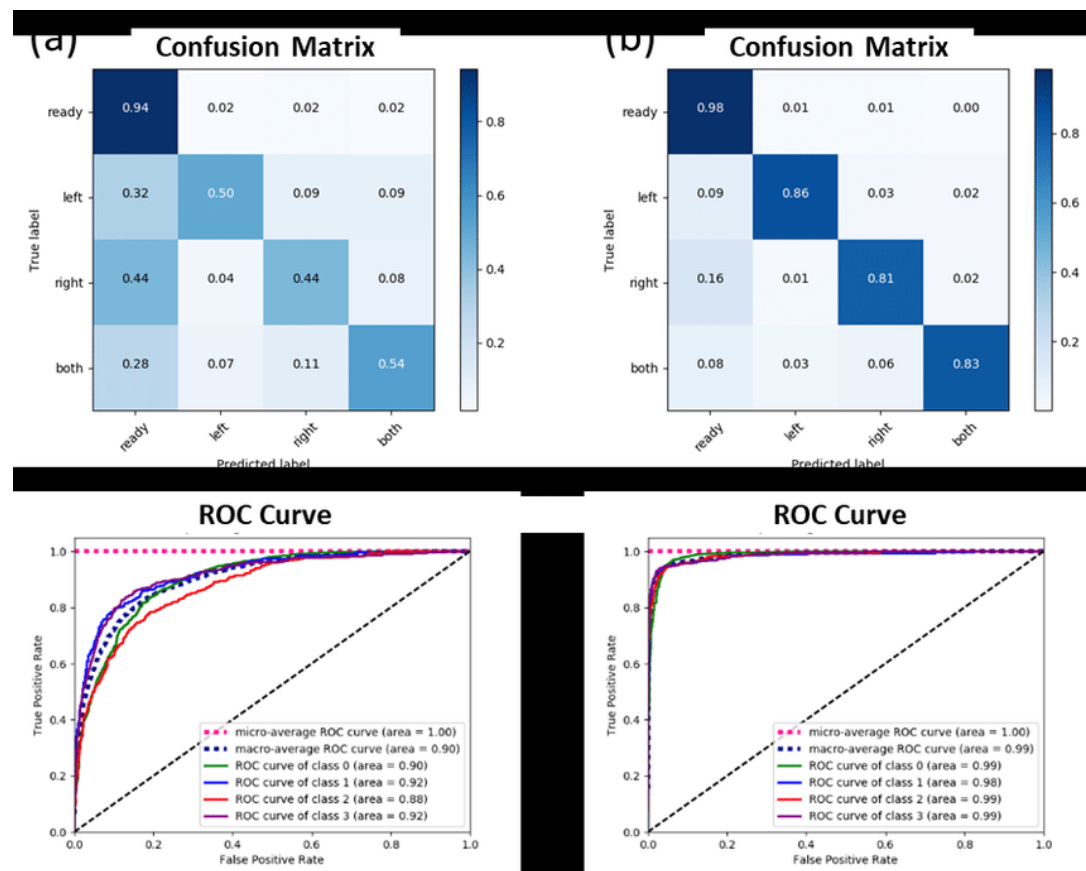 (a)
Confusion Matrix
ready 0.94 0.02 0.02 0.02
left 0.32 0.50 0.09 0.09
right 0.44 0.04 0.44 0.08
both 0.28 0.07 0.11 0.54
True label
ready left right both
Predicted label
0.8
0.6
0.4
0.2
(b)
Confusion Matrix
ready 0.98 0.01 0.01 0.00
left 0.09 0.86 0.03 0.02
right 0.16 0.01 0.81 0.02
both 0.08 0.03 0.06 0.83
True label
ready left right both
Predicted label
0.8
0.6
0.4
0.2
ROC Curve
1.0
0.8
0.6
0.4
0.2
0.0
True Positive Rate
micro-average ROC curve (area = 1.00)
macro-average ROC curve (area = 0.90)
ROC curve of class 0 (area = 0.90)
ROC curve of class 1 (area = 0.92)
ROC curve of class 2 (area = 0.88)
ROC curve of class 3 (area = 0.92)
0.0 0.2 0.4 0.6 0.8 1.0
False Positive Rate
ROC Curve
1.0
0.8
0.6
0.4
0.2
0.0
True Positive Rate
micro-average ROC curve (area = 1.00)
macro-average ROC curve (area = 0.99)
ROC curve of class 0 (area = 0.99)
ROC curve of class 1 (area = 0.98)
ROC curve of class 2 (area = 0.99)
ROC curve of class 3 (area = 0.99)
0.0 0.2 0.4 0.6 0.8 1.0
False Positive Rate